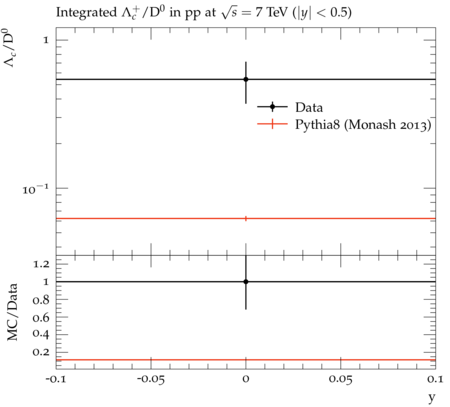 Integrated Λc+/D0 in pp at √s = 7 TeV (|y| < 0.5)
Λc/D0
1
10−1
Data
Pythia8 (Monash 2013)
MC/Data
1.2
1
0.8
0.6
0.4
0.2
-0.1
-0.05
0
0.05
0.1
y